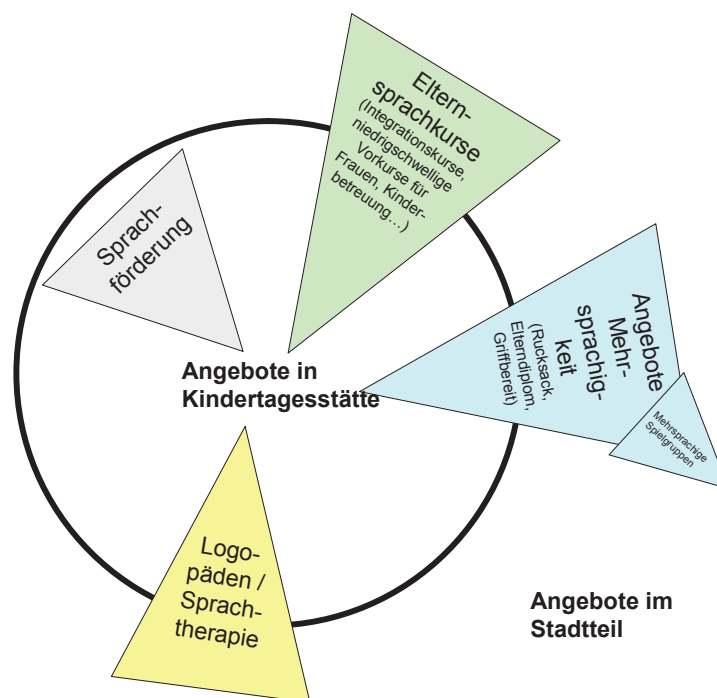 Eltern-
sprachkurse
(Integrationskurse,
niedrigschwellige
Vorkurse für
Frauen, Kinder-
betreuung…)
Sprach-
förderung
Angebote
Mehr-
sprachig-
keit
(Rucksack,
Elterndiplom,
Griffbereit)
Mehrsprachige
Spielgruppen
Angebote in
Kindertagesstätte
Logo-
päden /
Sprach-
therapie
Angebote im
Stadtteil